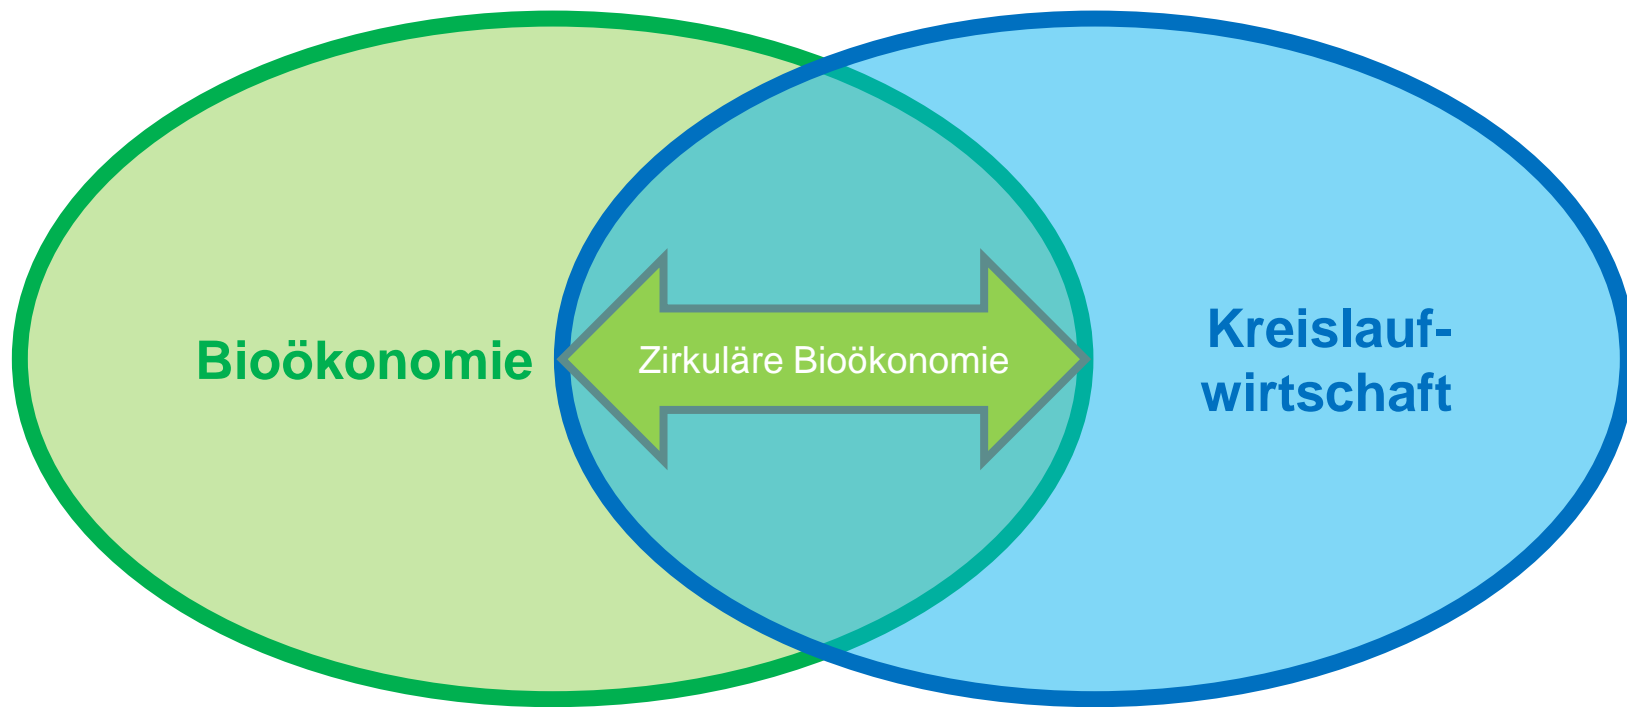 Bioökonomie
Zirkuläre Bioökonomie
Kreislauf-
wirtschaft